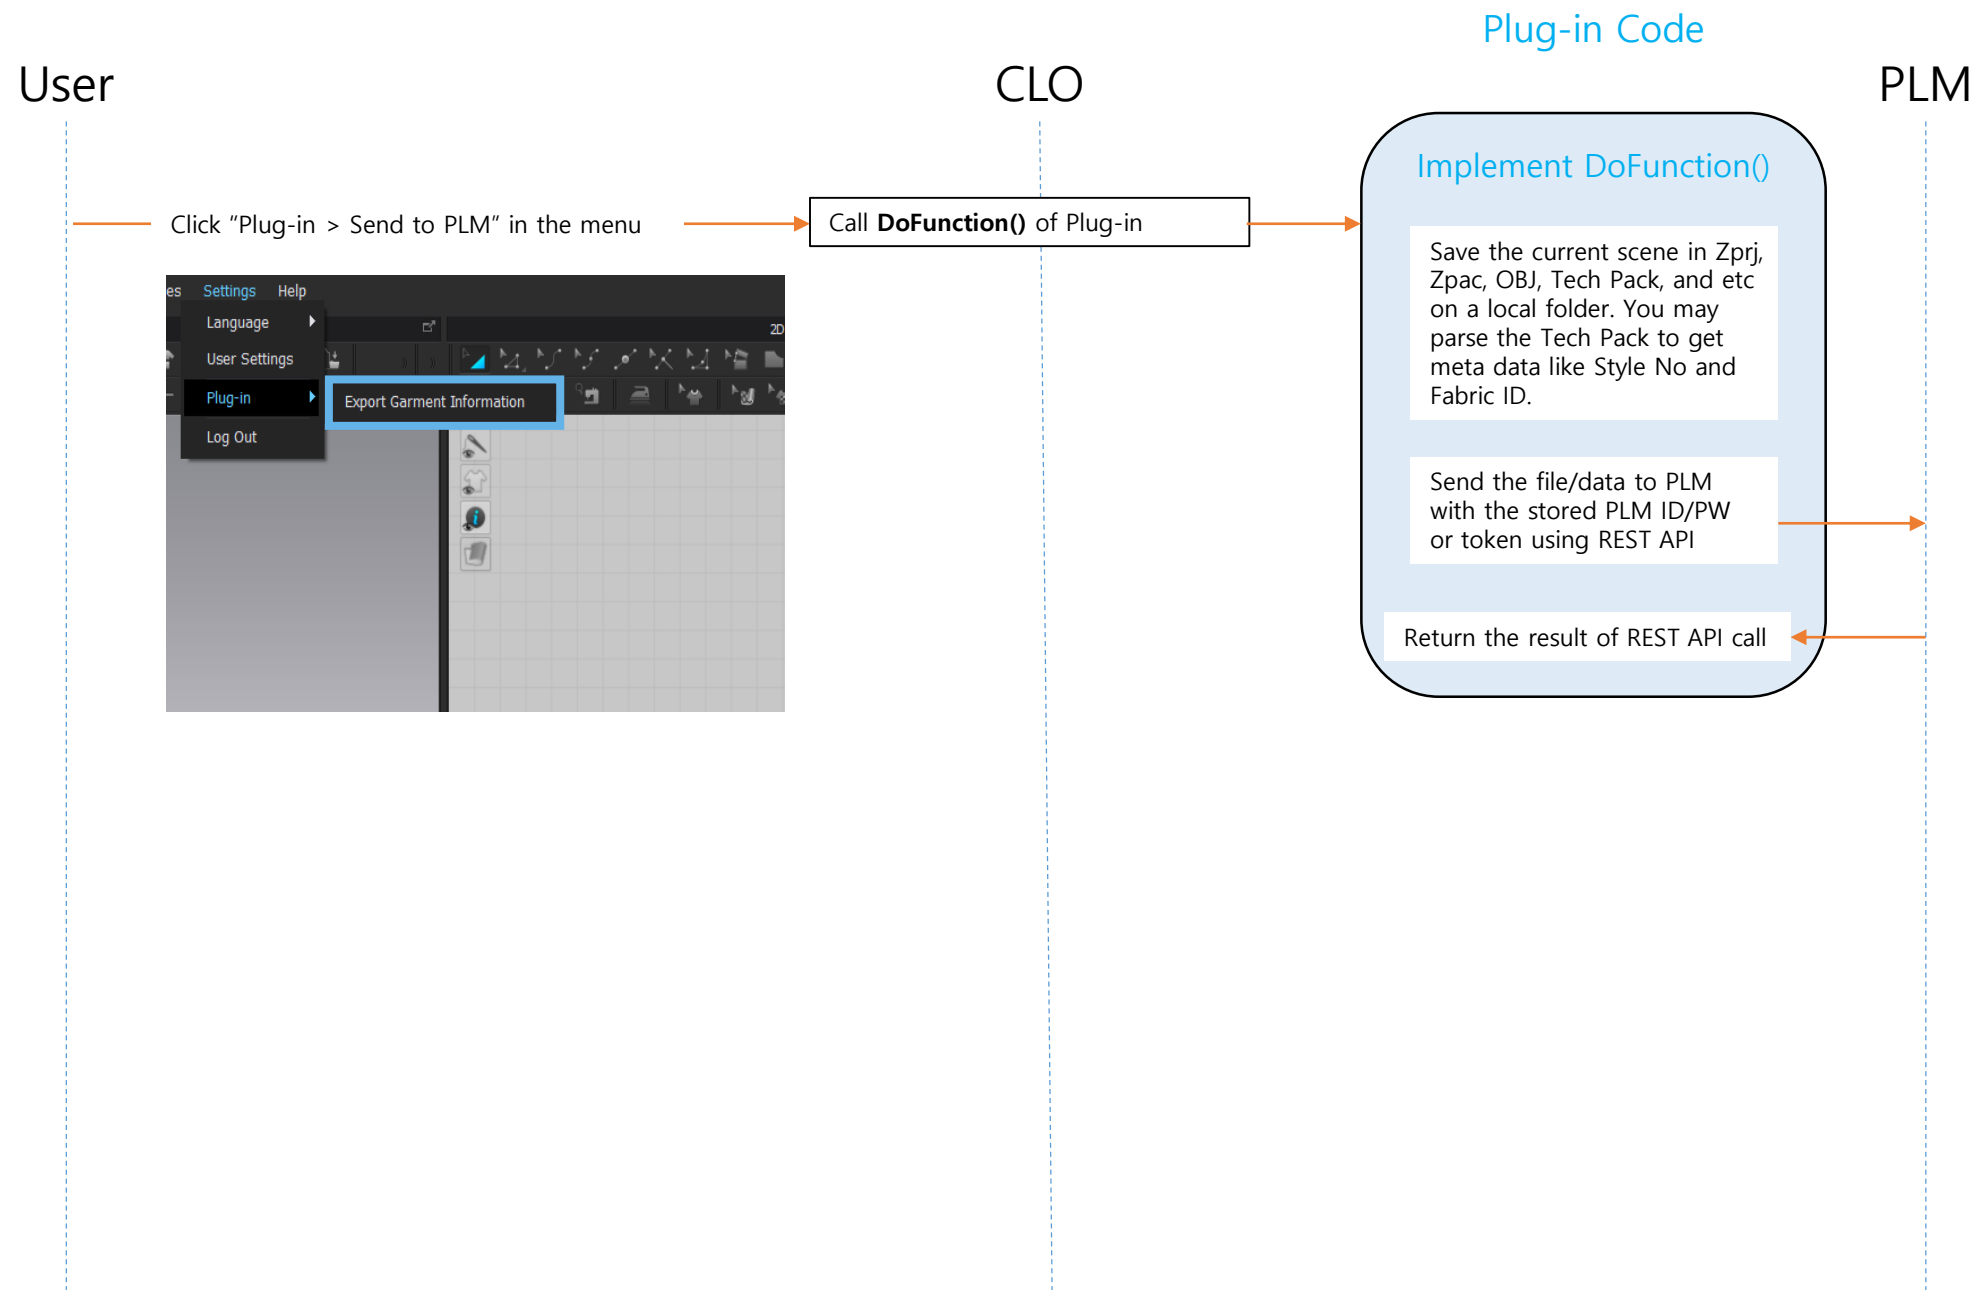 Plug-in Code
User
CLO
PLM
Implement DoFunction()
Click “Plug-in > Send to PLM” in the menu
Call DoFunction() of Plug-in
Save the current scene in Zprj,
Zpac, OBJ, Tech Pack, and etc
on a local folder. You may
parse the Tech Pack to get
meta data like Style No and
Fabric ID.
es Settings Help
Language
2D
User Settings
Plug-in
Export Garment Information
Log Out
Send the file/data to PLM
with the stored PLM ID/PW
or token using REST API
Return the result of REST API call